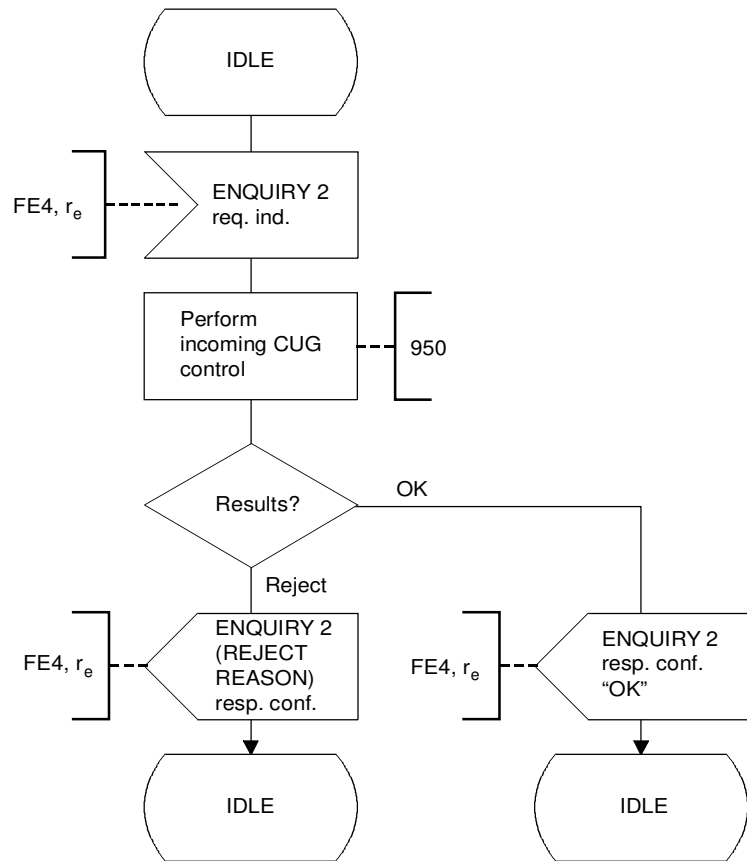 IDLE
FE4, re
ENQUIRY 2
req. ind.
Perform
incoming CUG
control
950
Results?
OK
Reject
FE4, re
ENQUIRY 2
(REJECT
REASON)
resp. conf.
FE4, re
ENQUIRY 2
resp. conf.
“OK”
IDLE
IDLE